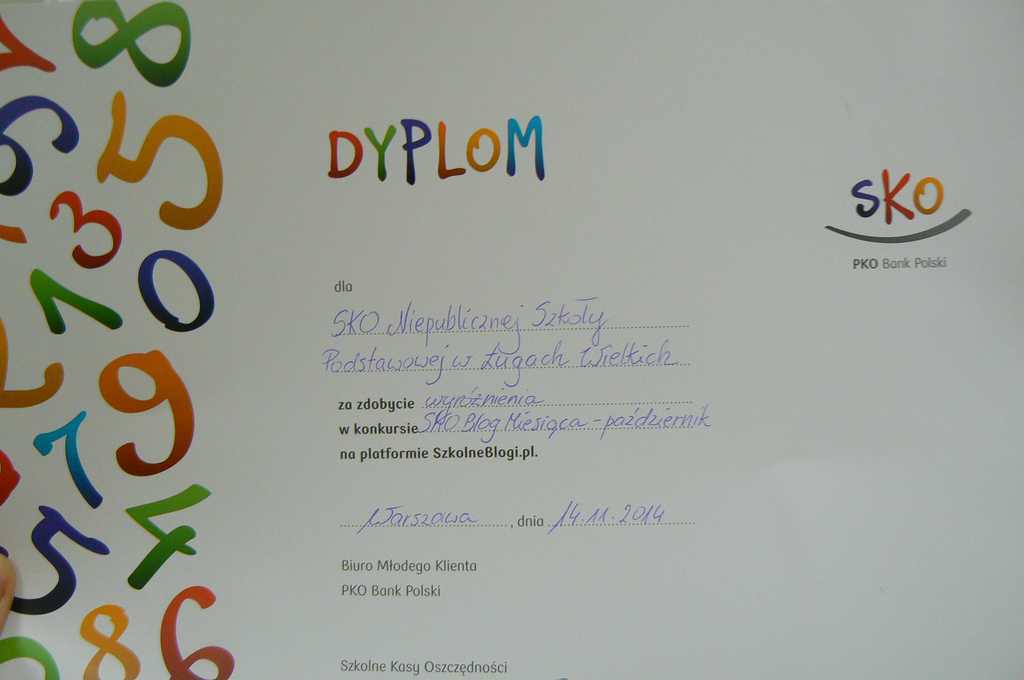 DYPLOM
SKO
PKO Bank Polski
dla
SKO Niepublicznej Szkoły
Podstawowej w Ługach Wielkich
za zdobycie wyróżnienia
w konkursie SKO Blog Miesiąca - październik
na platformie SzkolneBlogi.pl.
Warszawa, dnia 14.11.2014
Biuro Młodego Klienta
PKO Bank Polski
Szkolne Kasy Oszczędności